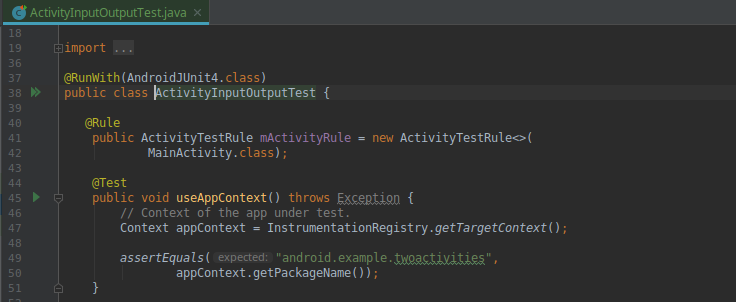 ActivityInputOutputTest.java ×
18
19 import ...
36
37 @RunWith(AndroidJUnit4.class)
38 public class ActivityInputOutputTest {
39
40 @Rule
41 public ActivityTestRule mActivityRule = new ActivityTestRule<>(
42 MainActivity.class);
43
44 @Test
45 public void useAppContext() throws Exception {
46 // Context of the app under test.
47 Context appContext = InstrumentationRegistry.getTargetContext();
48
49 assertEquals( expected: "android.example.twoactivities",
50 appContext.getPackageName());
51 }